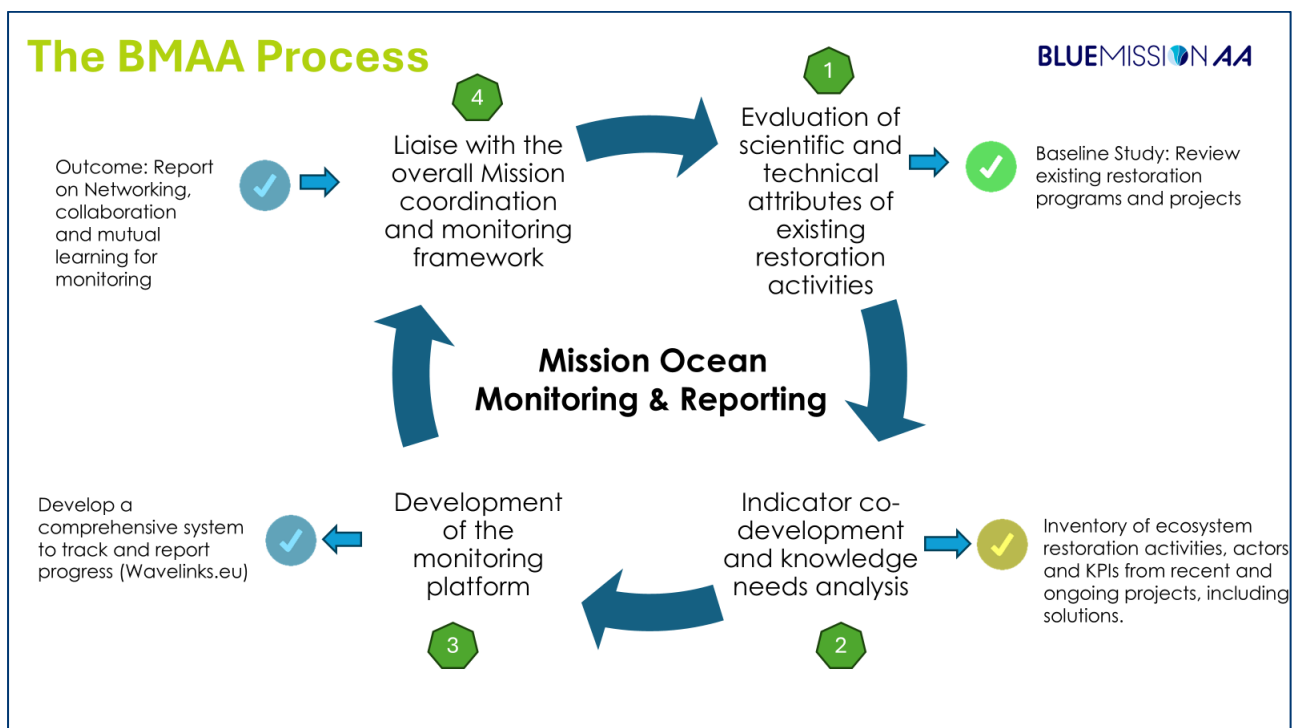 The BMAA Process
BLUEMISSION AA
4
Liaise with the
overall Mission
coordination
and monitoring
framework
1
Evaluation of
scientific and
technical
attributes of
existing
restoration
activities
Outcome: Report
on Networking,
collaboration
and mutual
learning for
monitoring
Baseline Study: Review
existing restoration
programs and projects
Mission Ocean
Monitoring & Reporting
Develop a
comprehensive system
to track and report
progress (Wavelinks.eu)
Development
of the
monitoring
platform
3
Indicator co-
development
and knowledge
needs analysis
2
Inventory of ecosystem
restoration activities, actors
and KPIs from recent and
ongoing projects, including
solutions.